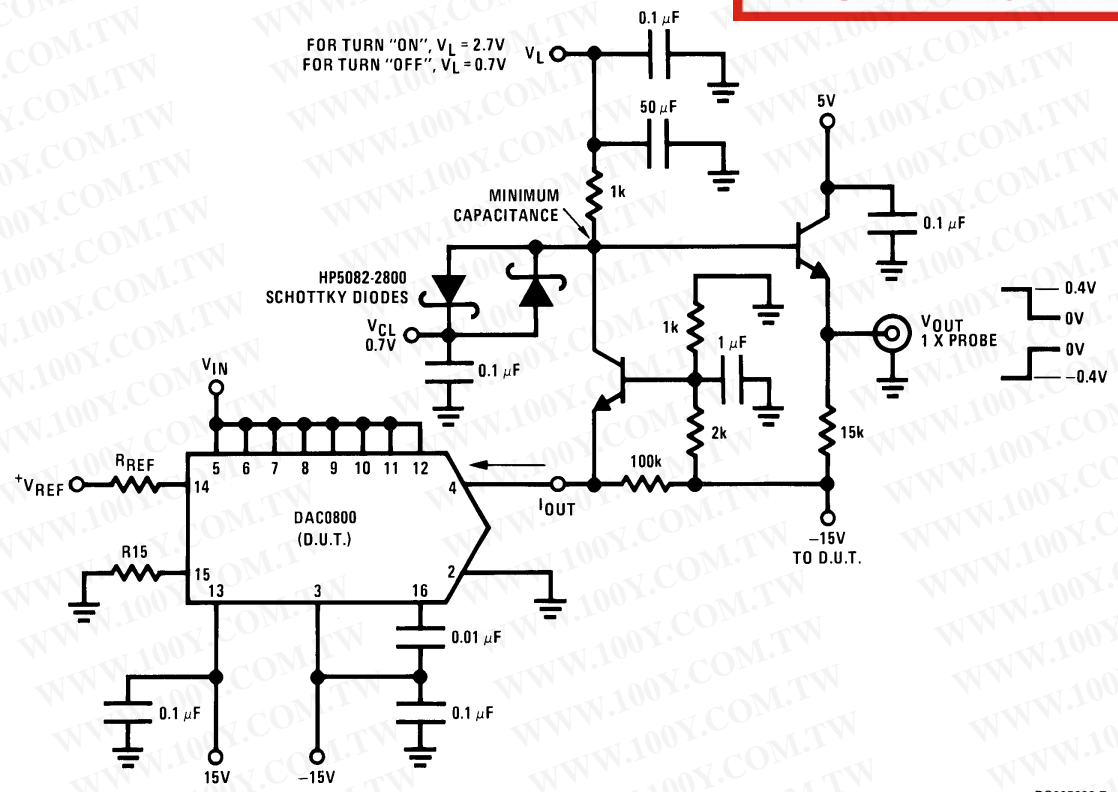 0.1 µF
FOR TURN "ON", VL = 2.7V
FOR TURN "OFF", VL = 0.7V
VL
50 µF
5V
1k
MINIMUM
CAPACITANCE
0.1 µF
HP5082-2800
SCHOTTKY DIODES
VCL
0.7V
0.1 µF
1k
1 µF
VOUT
1 X PROBE
0.4V
0V
0V
–0.4V
VIN
2k
15k
5 6 7 8 9 10 11 12
RREF
+VREF
14
4
100k
IOUT
DAC0800
(D.U.T.)
–15V
TO D.U.T.
R15
15
2
13
3
16
0.01 µF
0.1 µF
0.1 µF
15V
–15V
WWW.100Y.COM.TW